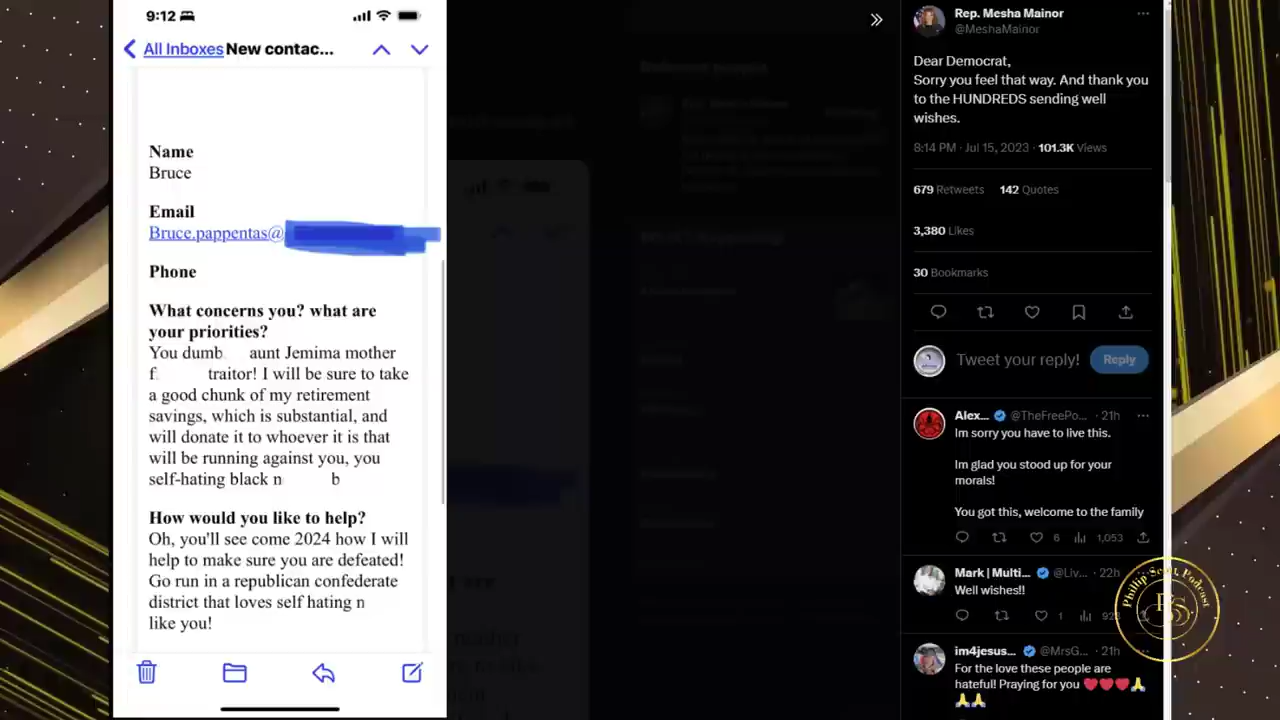 9:12
All Inboxes New contac...
Name
Bruce
Email
Bruce.pappentas@
Phone
What concerns you? what are
your priorities?
You dumb aunt Jemima mother
f traitor! I will be sure to take
a good chunk of my retirement
savings, which is substantial, and
will donate it to whoever it is that
will be running against you, you
self-hating black n b
How would you like to help?
Oh, you'll see come 2024 how I will
help to make sure you are defeated!
Go run in a republican confederate
district that loves self hating n
like you!
Rep. Mesha Mainor
@MeshaMainor
Dear Democrat,
Sorry you feel that way. And thank you
to the HUNDREDS sending well
wishes.
8:14 PM · Jul 15, 2023 · 101.3K Views
679 Retweets 142 Quotes
3,380 Likes
30 Bookmarks
Tweet your reply! Reply
Alex... @TheFreePo... · 21h
Im sorry you have to live this.
Im glad you stood up for your
morals!
You got this, welcome to the family
6 1,053
Mark | Multi... @Liv... · 22h
Well wishes!!
1
im4jesus... @MrsG... · 21h
For the love these people are
hateful! Praying for you ❤️❤️❤️🙏
🙏🙏
Phillip Scott Podcast
PSS